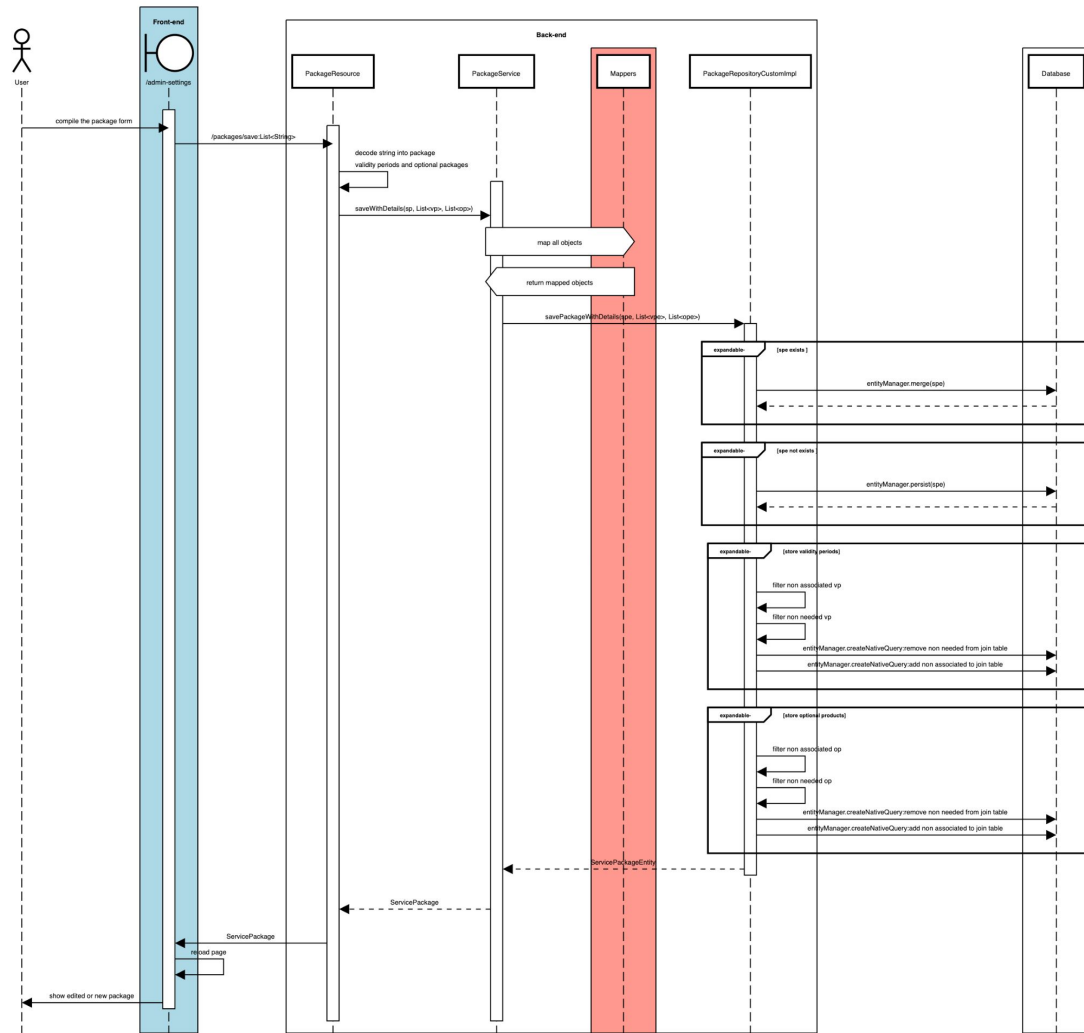 Front-end
Back-end
User
/admin-settings
PackageResource
PackageService
Mappers
PackageRepositoryCustomImpl
Database
compile the package form
/packages/save:List<String>
decode string into package
validity periods and optional packages
saveWithDetails(sp, List<vp>, List<op>)
map all objects
return mapped objects
savePackageWithDetails(spe, List<vpe>, List<ope>)
expandable-
[spe exists ]
entityManager.merge(spe)
expandable-
[spe not exists ]
entityManager.persist(spe)
expandable-
[store validity periods]
filter non associated vp
filter non needed vp
entityManager.createNativeQuery:remove non needed from join table
entityManager.createNativeQuery:add non associated to join table
expandable-
[store optional products]
filter non associated op
filter non needed op
entityManager.createNativeQuery:remove non needed from join table
entityManager.createNativeQuery:add non associated to join table
ServicePackageEntity
ServicePackage
ServicePackage
reload page
show edited or new package